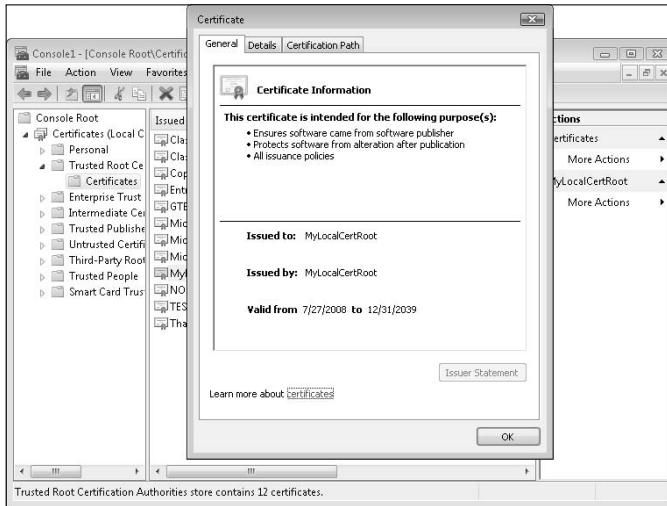 Certificate
General Details Certification Path
Certificate Information
This certificate is intended for the following purpose(s):
• Ensures software came from software publisher
• Protects software from alteration after publication
• All issuance policies
Issued to: MyLocalCertRoot
Issued by: MyLocalCertRoot
Valid from 7/27/2008 to 12/31/2039
Issuer Statement
Learn more about certificates
OK
Console1 - [Console Root\Certific
File Action View Favorites
Console Root
Certificates (Local C
Personal
Trusted Root Ce
Certificates
Enterprise Trust
Intermediate Cer
Trusted Publishe
Untrusted Certifi
Third-Party Root
Trusted People
Smart Card Trus
Issued
Cla
Cla
Cop
Entr
GTE
Mic
Mic
Mic
MyL
NO
TES
Tha
ctions
ertificates
More Actions
MyLocalCertRoot
More Actions
Trusted Root Certification Authorities store contains 12 certificates.